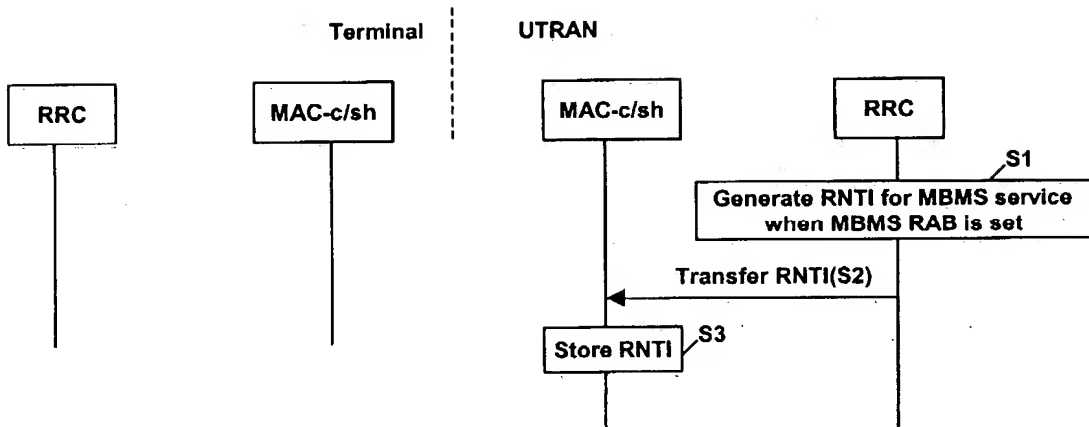 Terminal
UTRAN
RRC
MAC-c/sh
MAC-c/sh
RRC
S1
Generate RNTI for MBMS service
when MBMS RAB is set
Transfer RNTI(S2)
Store RNTI
S3